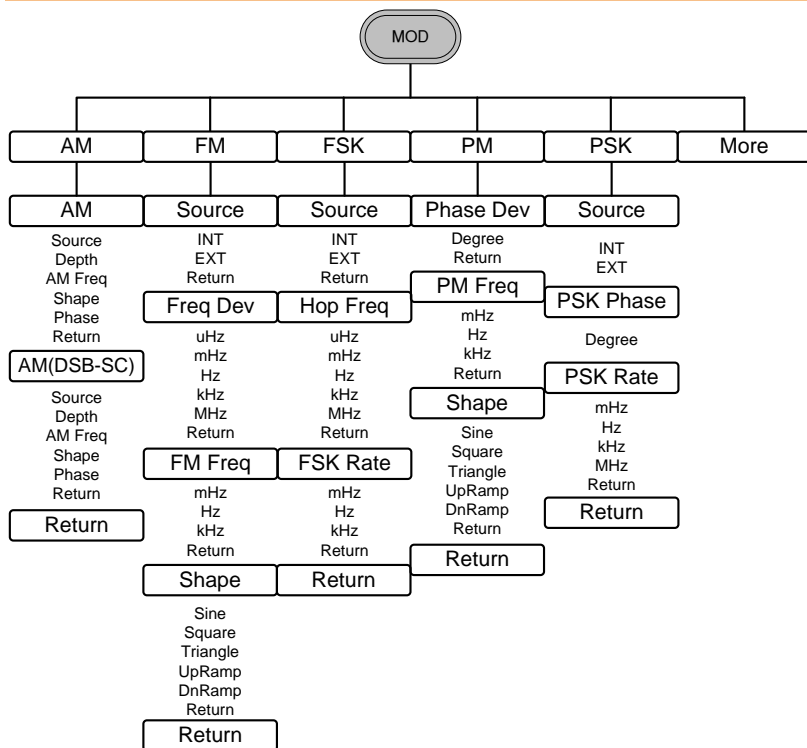 MOD
AM
FM
FSK
PM
PSK
More
AM
Source
Depth
AM Freq
Shape
Phase
Return
AM(DSB-SC)
Source
Depth
AM Freq
Shape
Phase
Return
Return
Source
INT
EXT
Return
Freq Dev
uHz
mHz
Hz
kHz
MHz
Return
FM Freq
mHz
Hz
kHz
Return
Shape
Sine
Square
Triangle
UpRamp
DnRamp
Return
Return
Source
INT
EXT
Return
Hop Freq
uHz
mHz
Hz
kHz
MHz
Return
FSK Rate
mHz
Hz
kHz
Return
Return
Phase Dev
Degree
Return
PM Freq
mHz
Hz
kHz
Return
Shape
Sine
Square
Triangle
UpRamp
DnRamp
Return
Return
Source
INT
EXT
PSK Phase
Degree
PSK Rate
mHz
Hz
kHz
MHz
Return
Return